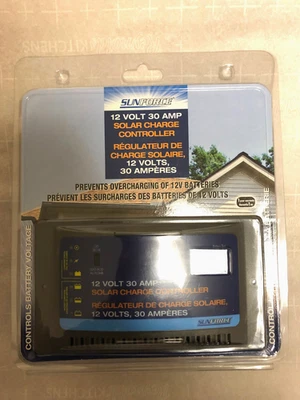 KITCHENS
SUNFORCE
12 VOLT 30 AMP
SOLAR CHARGE
CONTROLLER
RÉGULATEUR DE
CHARGE SOLAIRE,
12 VOLTS,
30 AMPÈRES
PREVENTS OVERCHARGING OF 12V BATTERIES
PRÉVIENT LES SURCHARGES DES BATTERIES DE 12 VOLTS
CONTROLS BATTERY VOLTAGE
12 VOLT 30 AMP
SOLAR CHARGE CONTROLLER
RÉGULATEUR DE CHARGE SOLAIRE,
12 VOLTS, 30 AMPÈRES
SUNFORCE